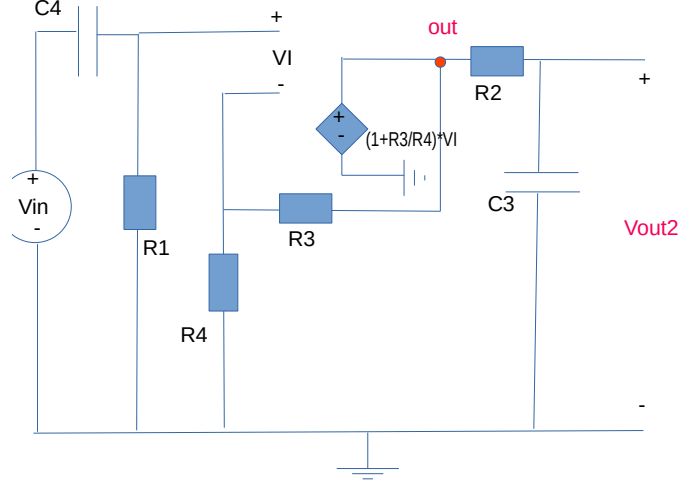 C4
+
VI
-
out
R2
+
+
-
(1+R3/R4)*VI
+
Vin
-
R1
R3
C3
Vout2
R4
-